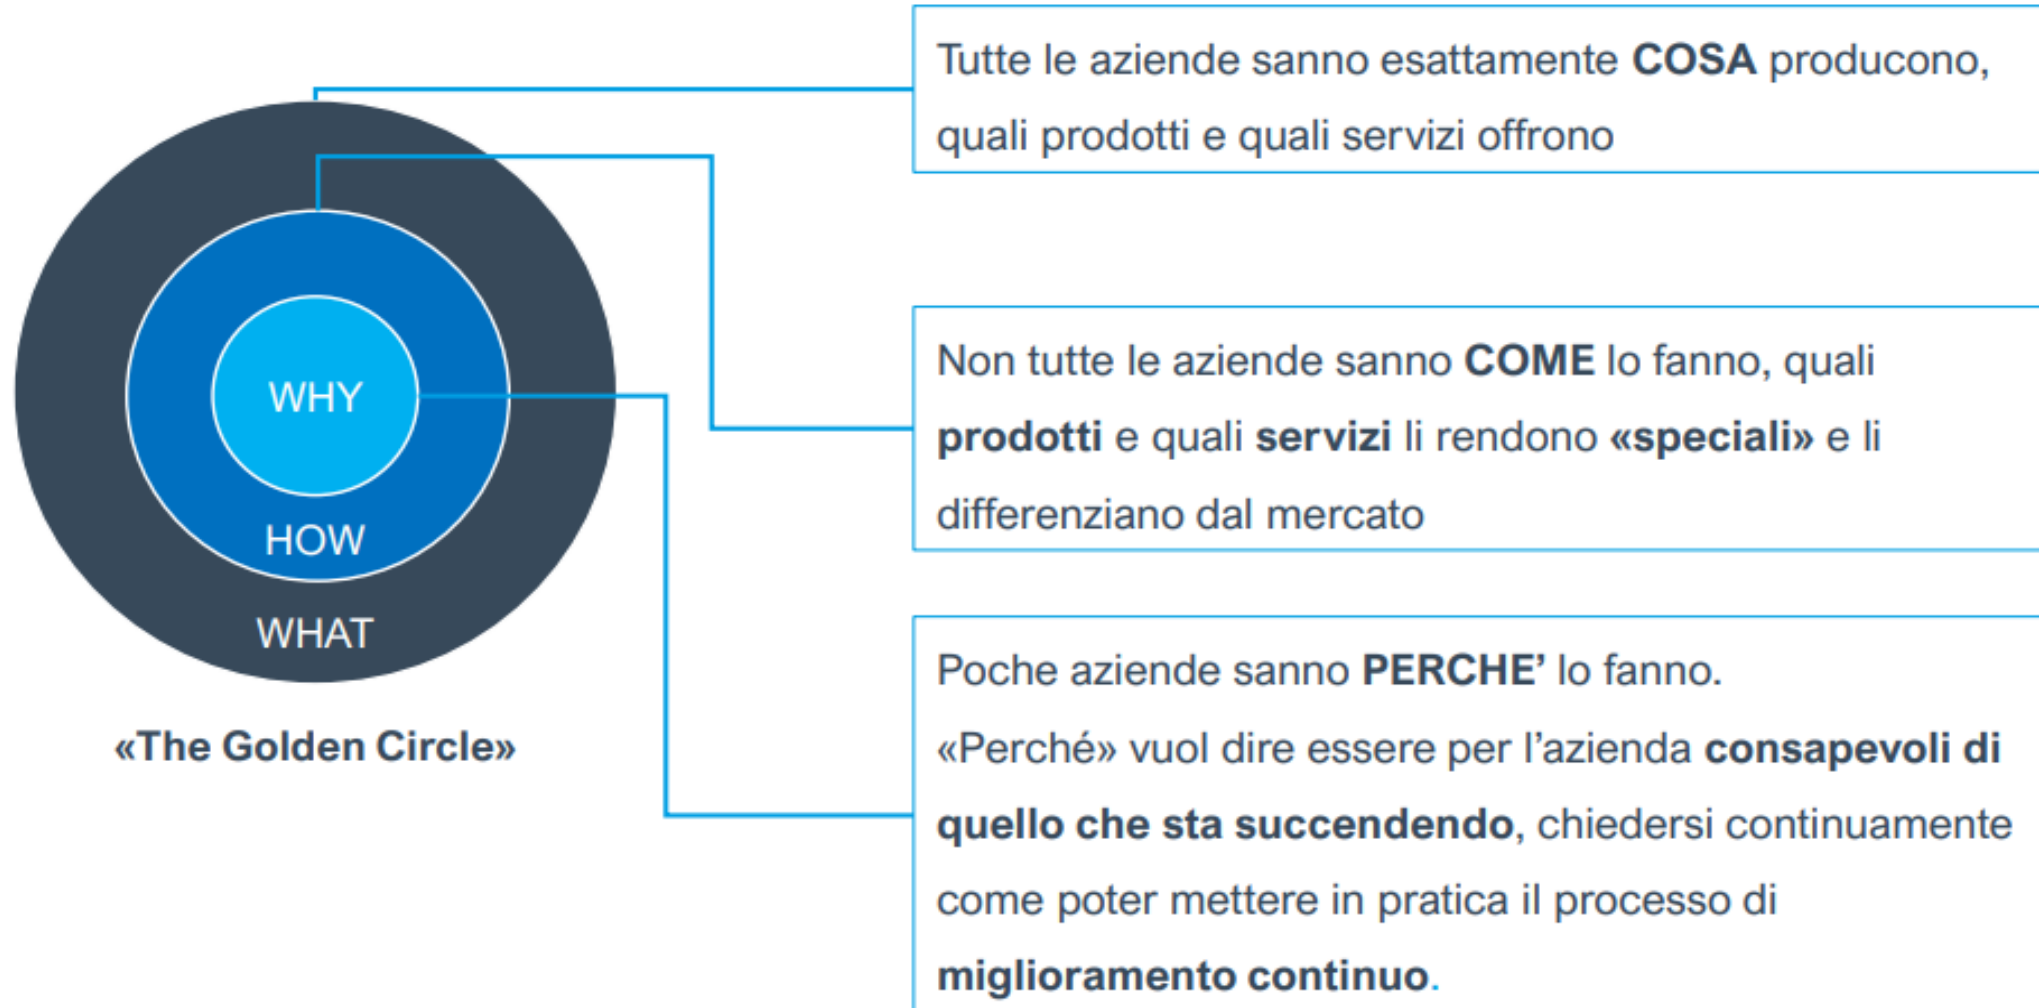 Tutte le aziende sanno esattamente COSA producono,
quali prodotti e quali servizi offrono
Non tutte le aziende sanno COME lo fanno, quali
prodotti e quali servizi li rendono «speciali» e li
differenziano dal mercato
Poche aziende sanno PERCHE’ lo fanno.
«Perché» vuol dire essere per l’azienda consapevoli di
quello che sta succendendo, chiedersi continuamente
come poter mettere in pratica il processo di
miglioramento continuo.
WHY
HOW
WHAT
«The Golden Circle»